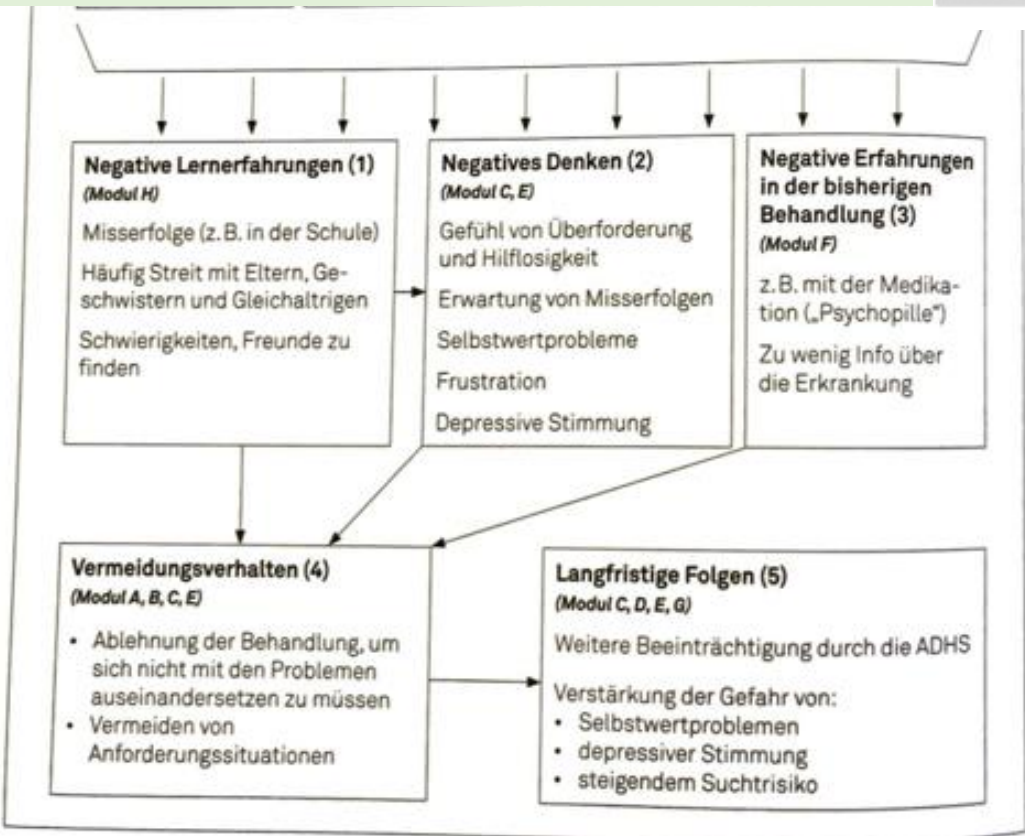 Negative Lernerfahrungen (1)
(Modul H)
Misserfolge (z. B. in der Schule)
Häufig Streit mit Eltern, Ge-
schwistern und Gleichaltrigen
Schwierigkeiten, Freunde zu
finden
Negatives Denken (2)
(Modul C, E)
Gefühl von Überforderung
und Hilflosigkeit
Erwartung von Misserfolgen
Selbstwertprobleme
Frustration
Depressive Stimmung
Negative Erfahrungen
in der bisherigen
Behandlung (3)
(Modul F)
z. B. mit der Medika-
tion („Psychopille“)
Zu wenig Info über
die Erkrankung
Vermeidungsverhalten (4)
(Modul A, B, C, E)
• Ablehnung der Behandlung, um
sich nicht mit den Problemen
auseinandersetzen zu müssen
• Vermeiden von
Anforderungssituationen
Langfristige Folgen (5)
(Modul C, D, E, G)
Weitere Beeinträchtigung durch die ADHS
Verstärkung der Gefahr von:
• Selbstwertproblemen
• depressiver Stimmung
• steigendem Suchtrisiko